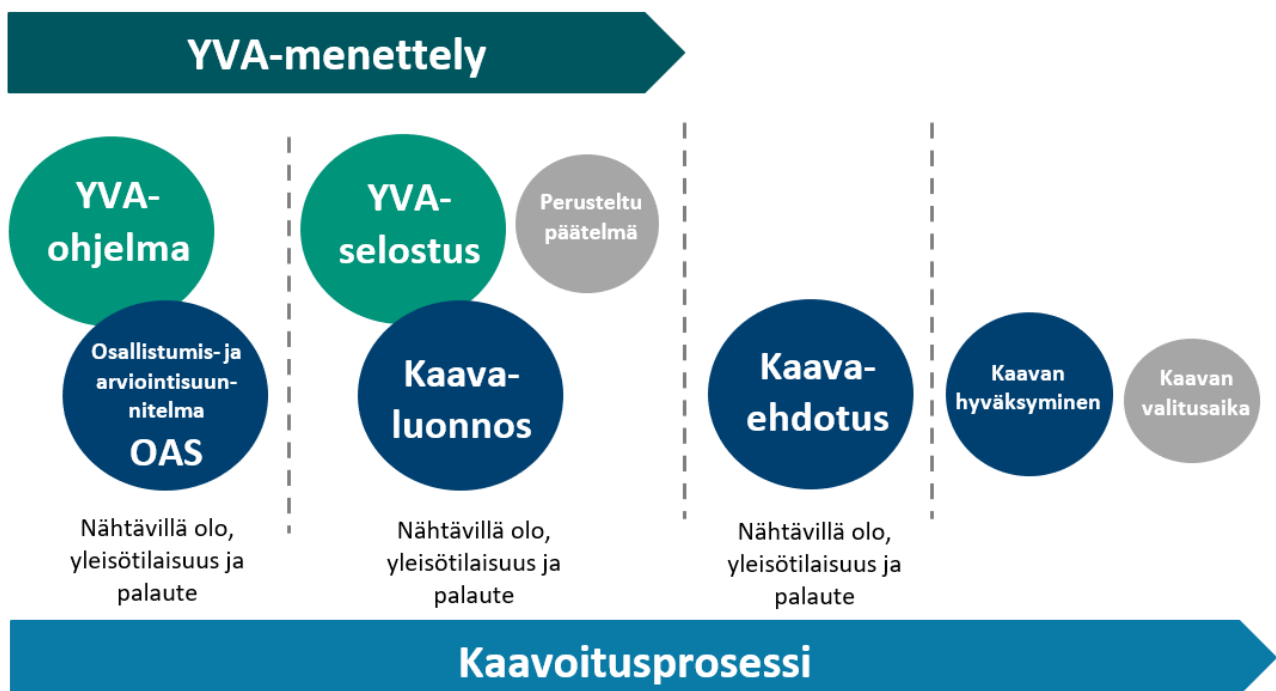 YVA-menettely
YVA-
ohjelma
Osallistumis- ja
arviointisuun-
nitelma
OAS
Nähtävillä olo,
yleisötilaisuus ja
palaute
YVA-
selostus
Perusteltu
päätelmä
Kaava-
luonnos
Nähtävillä olo,
yleisötilaisuus ja
palaute
Kaava-
ehdotus
Nähtävillä olo,
yleisötilaisuus ja
palaute
Kaavan
hyväksyminen
Kaavan
valitusaika
Kaavoitusprosessi